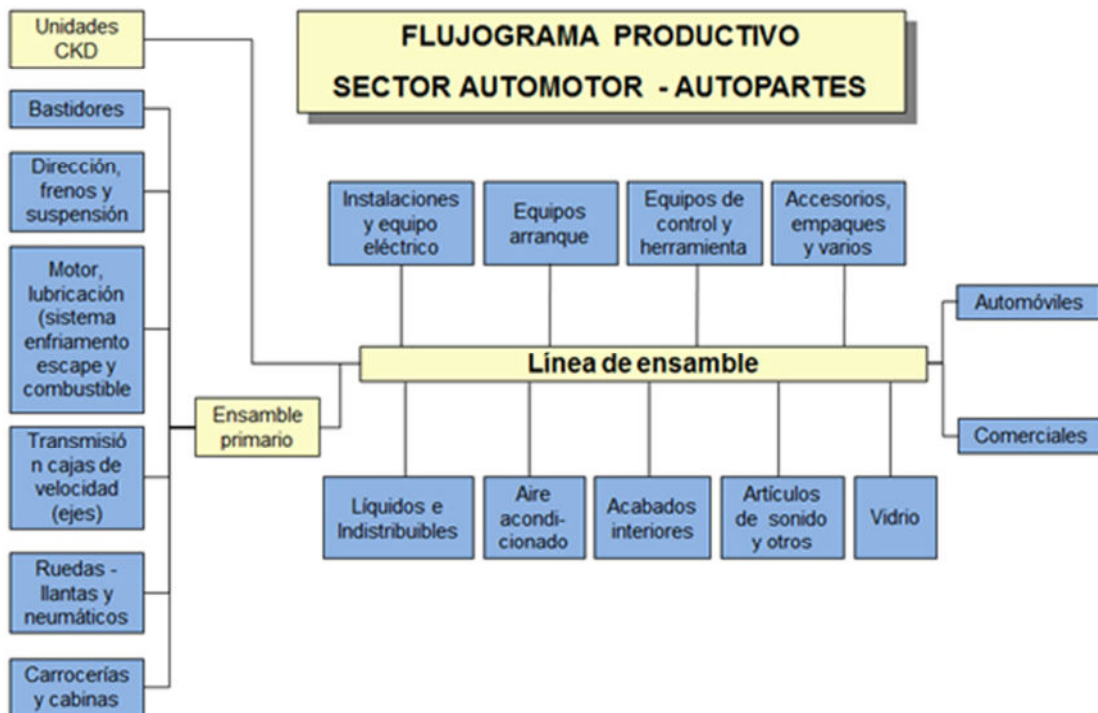 Unidades
CKD
FLUJOGRAMA PRODUCTIVO
SECTOR AUTOMOTOR - AUTOPARTES
Bastidores
Dirección,
frenos y
suspensión
Motor,
lubricación
(sistema
enfriamento
escape y
combustible
Transmisió
n cajas de
velocidad
(ejes)
Ruedas -
llantas y
neumáticos
Carrocerías
y cabinas
Ensamble
primario
Instalaciones
y equipo
eléctrico
Equipos
arranque
Equipos de
control y
herramienta
Accesorios,
empaques
y varios
Línea de ensamble
Líquidos e
Indistribuibles
Aire
acondi-
cionado
Acabados
interiores
Artículos
de sonido
y otros
Vidrio
Automóviles
Comerciales